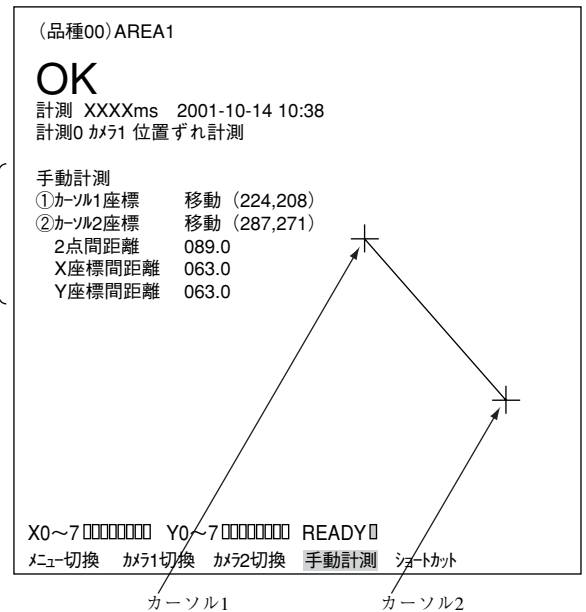 （品種00）AREA1
OK
計測 XXXXms 2001-10-14 10:38
計測0 ｶﾒﾗ1 位置ずれ計測
手動計測
①ｶｰｿﾙ1座標 移動（224,208）
②ｶｰｿﾙ2座標 移動（287,271）
2点間距離 089.0
X座標間距離 063.0
Y座標間距離 063.0
X0〜7▯▯▯▯▯▯▯▯ Y0〜7▯▯▯▯▯▯▯▯ READY▯
ﾒﾆｭｰ切換 ｶﾒﾗ1切換 ｶﾒﾗ2切換 手動計測 ｼｮｰﾄｶｯﾄ
カーソル1 カーソル2